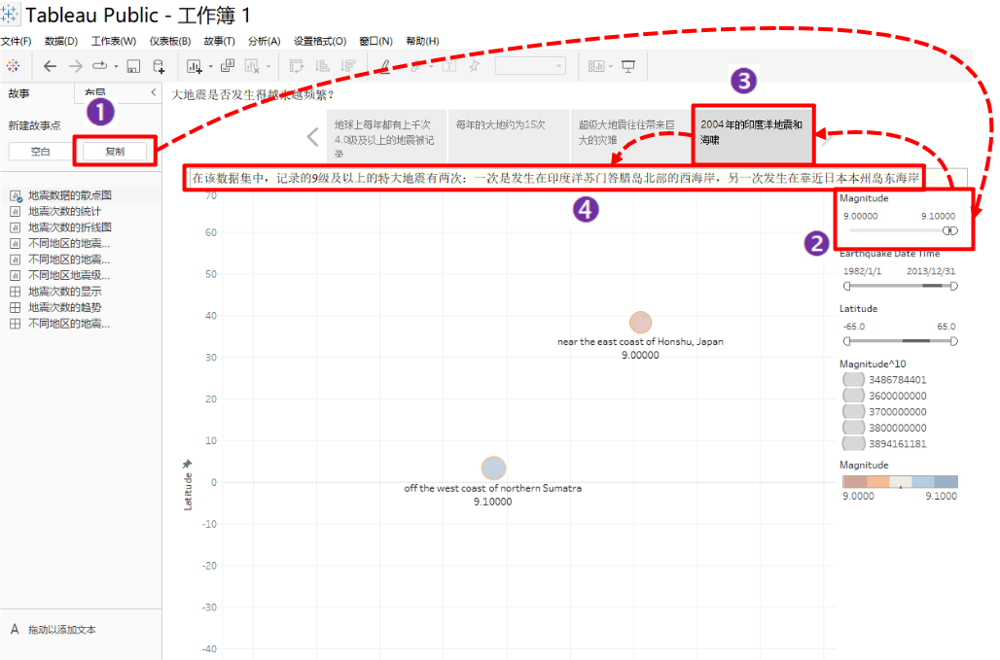 Tableau Public - 工作簿 1
文件(F) 数据(D) 工作表(W) 仪表板(B) 故事(T) 分析(A) 设置格式(O) 窗口(N) 帮助(H)
故事 布局
新建故事点
空白 复制
地震数据的散点图
地震次数的统计
地震次数的折线图
不同地区的地震...
不同地区的地震...
不同地区地震级...
地震次数的显示
地震次数的趋势
不同地区的地震...
A 拖动以添加文本
1
大地震是否发生得越来越频繁?
地球上每年都有上千次
4.0级及以上的地震被记
录
每年的大地约为15次
超级大地震往往带来巨
大的灾难
3
2004 年的印度洋地震和
海啸
在该数据集中，记录的9级及以上的特大地震有两次：一次是发生在印度洋苏门答腊岛北部的西海岸，另一次发生在靠近日本本州岛东海岸
4
70
60
50
40
30
20
10
0
-10
-20
-30
-40
Latitude
near the east coast of Honshu, Japan
9.00000
off the west coast of northern Sumatra
9.10000
2
Magnitude
9.00000 9.10000
Earthquake Date Time
1982/1/1 2013/12/31
Latitude
-65.0 65.0
Magnitude^10
3486784401
3600000000
3700000000
3800000000
3894161181
Magnitude
9.0000 9.1000